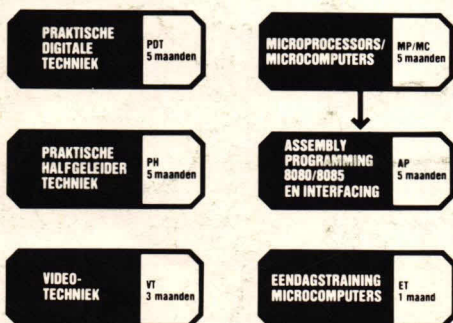 PRAKTISCHE
DIGITALE
TECHNIEK
PDT
5 maanden
MICROPROCESSORS/
MICROCOMPUTERS
MP/MC
5 maanden
PRAKTISCHE
HALFGELEIDER
TECHNIEK
PH
5 maanden
ASSEMBLY
PROGRAMMING
8080/8085
EN INTERFACING
AP
5 maanden
VIDEO-
TECHNIEK
VT
3 maanden
EENDAGSTRAINING
MICROCOMPUTERS
ET
1 maand